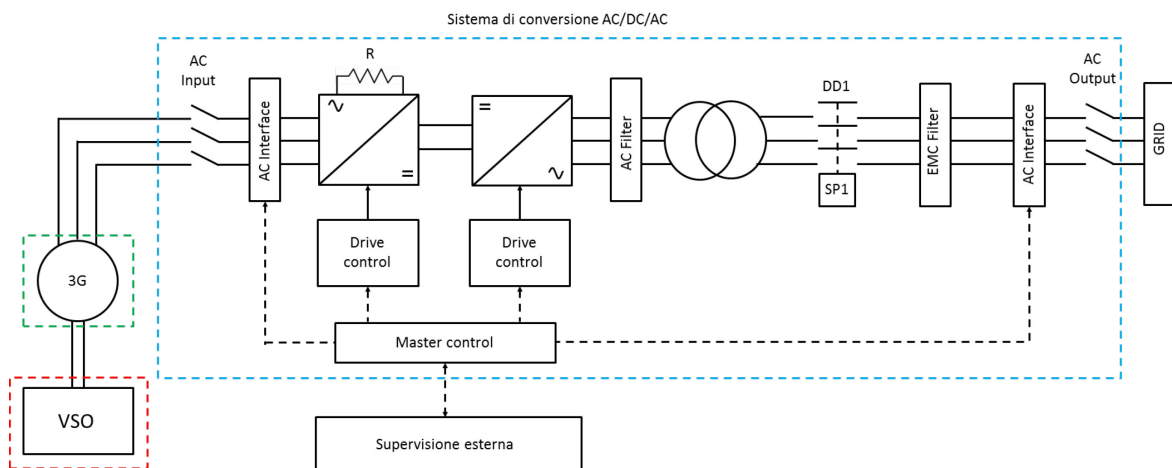 Sistema di conversione AC/DC/AC
AC
Input
R
DD1
AC
Output
AC Interface
∿
=
=
∿
AC Filter
SP1
EMC Filter
AC Interface
GRID
Drive
control
Drive
control
3G
Master control
VSO
Supervisione esterna